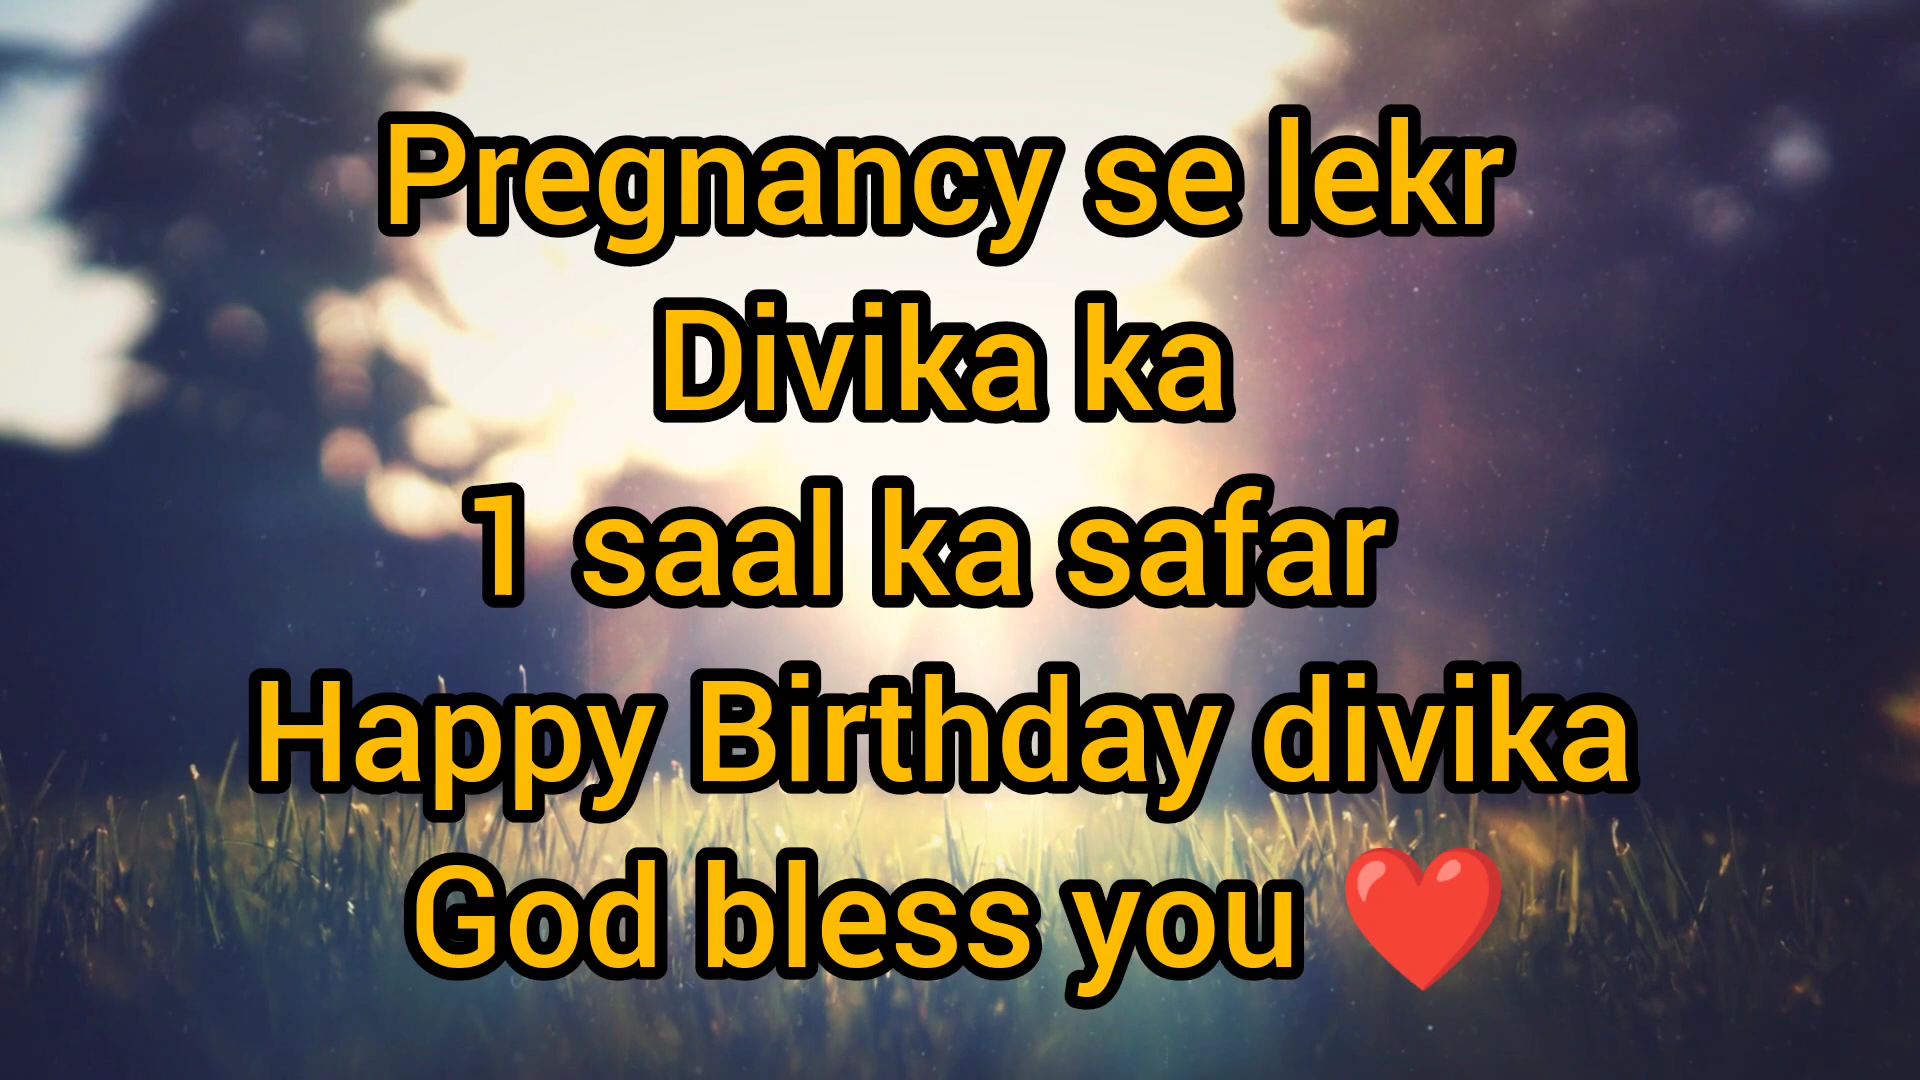 Pregnancy se lekr
Divika ka
1 saal ka safar
Happy Birthday divika
God bless you ❤️